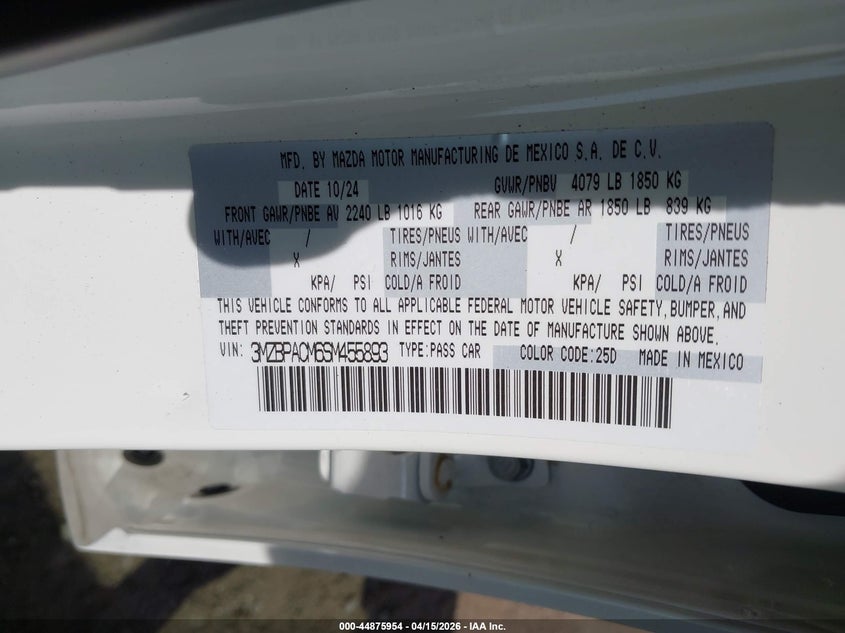 MFD. BY MAZDA MOTOR MANUFACTURING DE MEXICO S.A. DE C.V.
DATE 10/24 GVWR/PNBV 4079 LB 1850 KG
FRONT GAWR/PNBE AV 2240 LB 1016 KG REAR GAWR/PNBE AR 1850 LB 839 KG
WITH/AVEC / TIRES/PNEUS WITH/AVEC / TIRES/PNEUS
X RIMS/JANTES X RIMS/JANTES
KPA/ PSI COLD/A FROID KPA/ PSI COLD/A FROID
THIS VEHICLE CONFORMS TO ALL APPLICABLE FEDERAL MOTOR VEHICLE SAFETY, BUMPER, AND
THEFT PREVENTION STANDARDS IN EFFECT ON THE DATE OF MANUFACTURE SHOWN ABOVE.
VIN: 3MZBPACM6SM455893 TYPE:PASS CAR COLOR CODE:25D MADE IN MEXICO
000-44875954 - 04/15/2026 - IAA Inc.